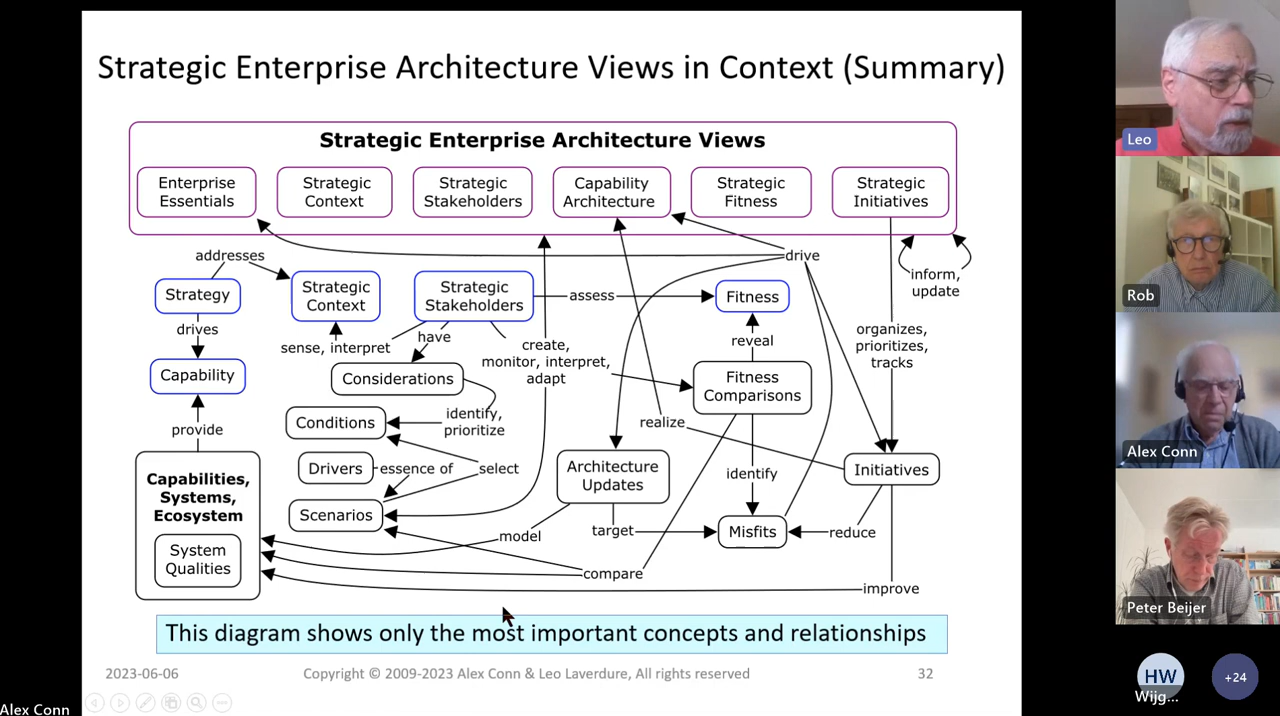 Strategic Enterprise Architecture Views in Context (Summary)
Strategic Enterprise Architecture Views
Enterprise
Essentials
Strategic
Context
Strategic
Stakeholders
Capability
Architecture
Strategic
Fitness
Strategic
Initiatives
addresses
drive
inform,
update
Strategy
Strategic
Context
Strategic
Stakeholders
assess
Fitness
drives
sense, interpret
have
create,
monitor, interpret,
adapt
reveal
organizes,
prioritizes,
tracks
Capability
Considerations
Fitness
Comparisons
provide
Conditions
identify,
prioritize
realize
Capabilities,
Systems,
Ecosystem
System
Qualities
Drivers
essence of
select
Architecture
Updates
identify
Initiatives
Scenarios
model
target
Misfits
reduce
compare
improve
This diagram shows only the most important concepts and relationships
2023-06-06
Copyright © 2009-2023 Alex Conn & Leo Laverdure, All rights reserved
32
Alex Conn
Leo
Rob
Alex Conn
Peter Beijer
HW
Wijg...
+24